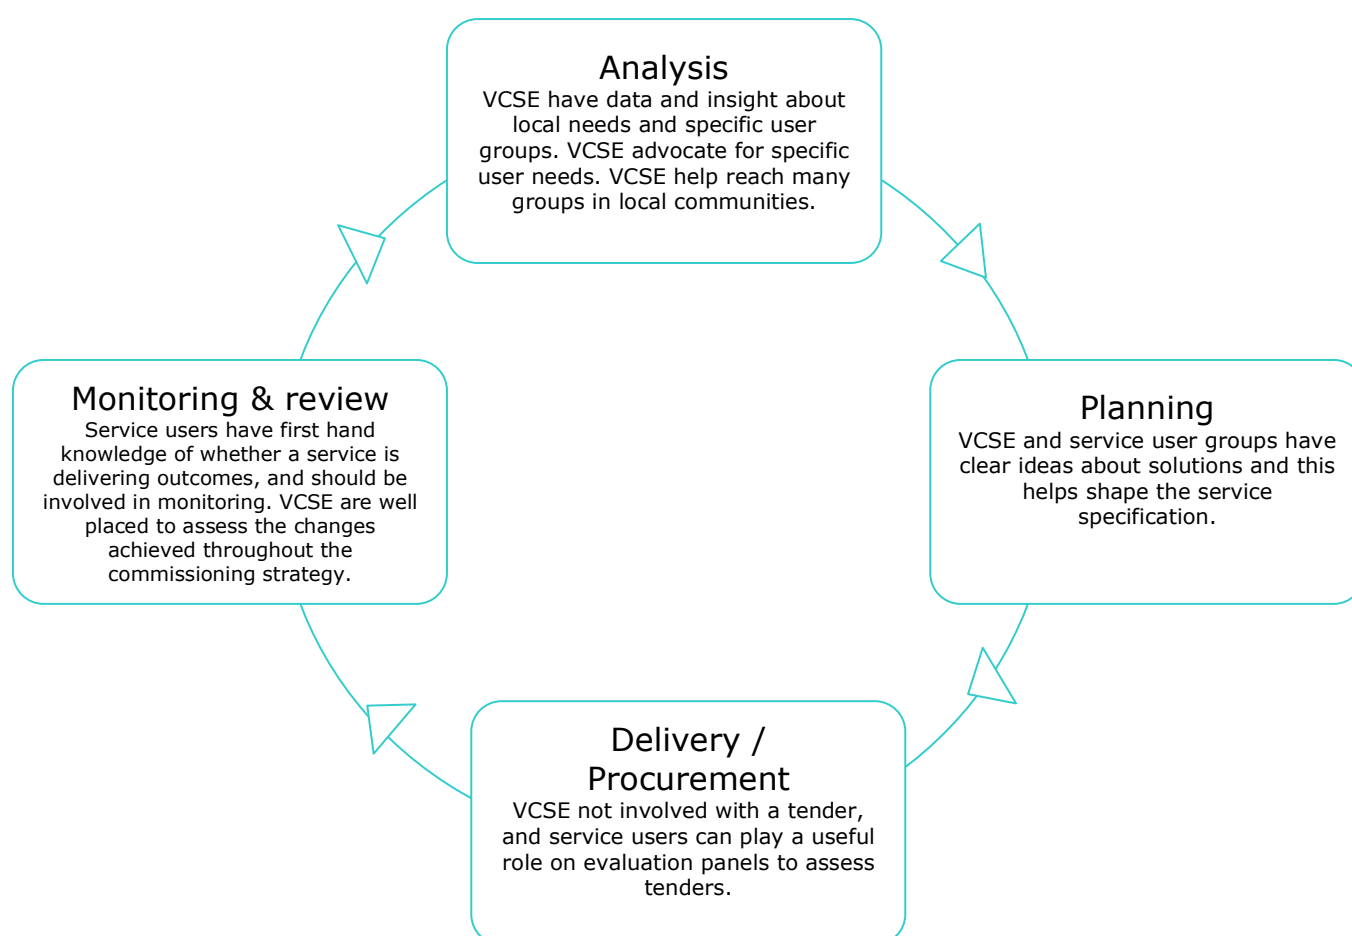 Analysis
VCSE have data and insight about
local needs and specific user
groups. VCSE advocate for specific
user needs. VCSE help reach many
groups in local communities.
Planning
VCSE and service user groups have
clear ideas about solutions and this
helps shape the service
specification.
Delivery /
Procurement
VCSE not involved with a tender,
and service users can play a useful
role on evaluation panels to assess
tenders.
Monitoring & review
Service users have first hand
knowledge of whether a service is
delivering outcomes, and should be
involved in monitoring. VCSE are well
placed to assess the changes
achieved throughout the
commissioning strategy.